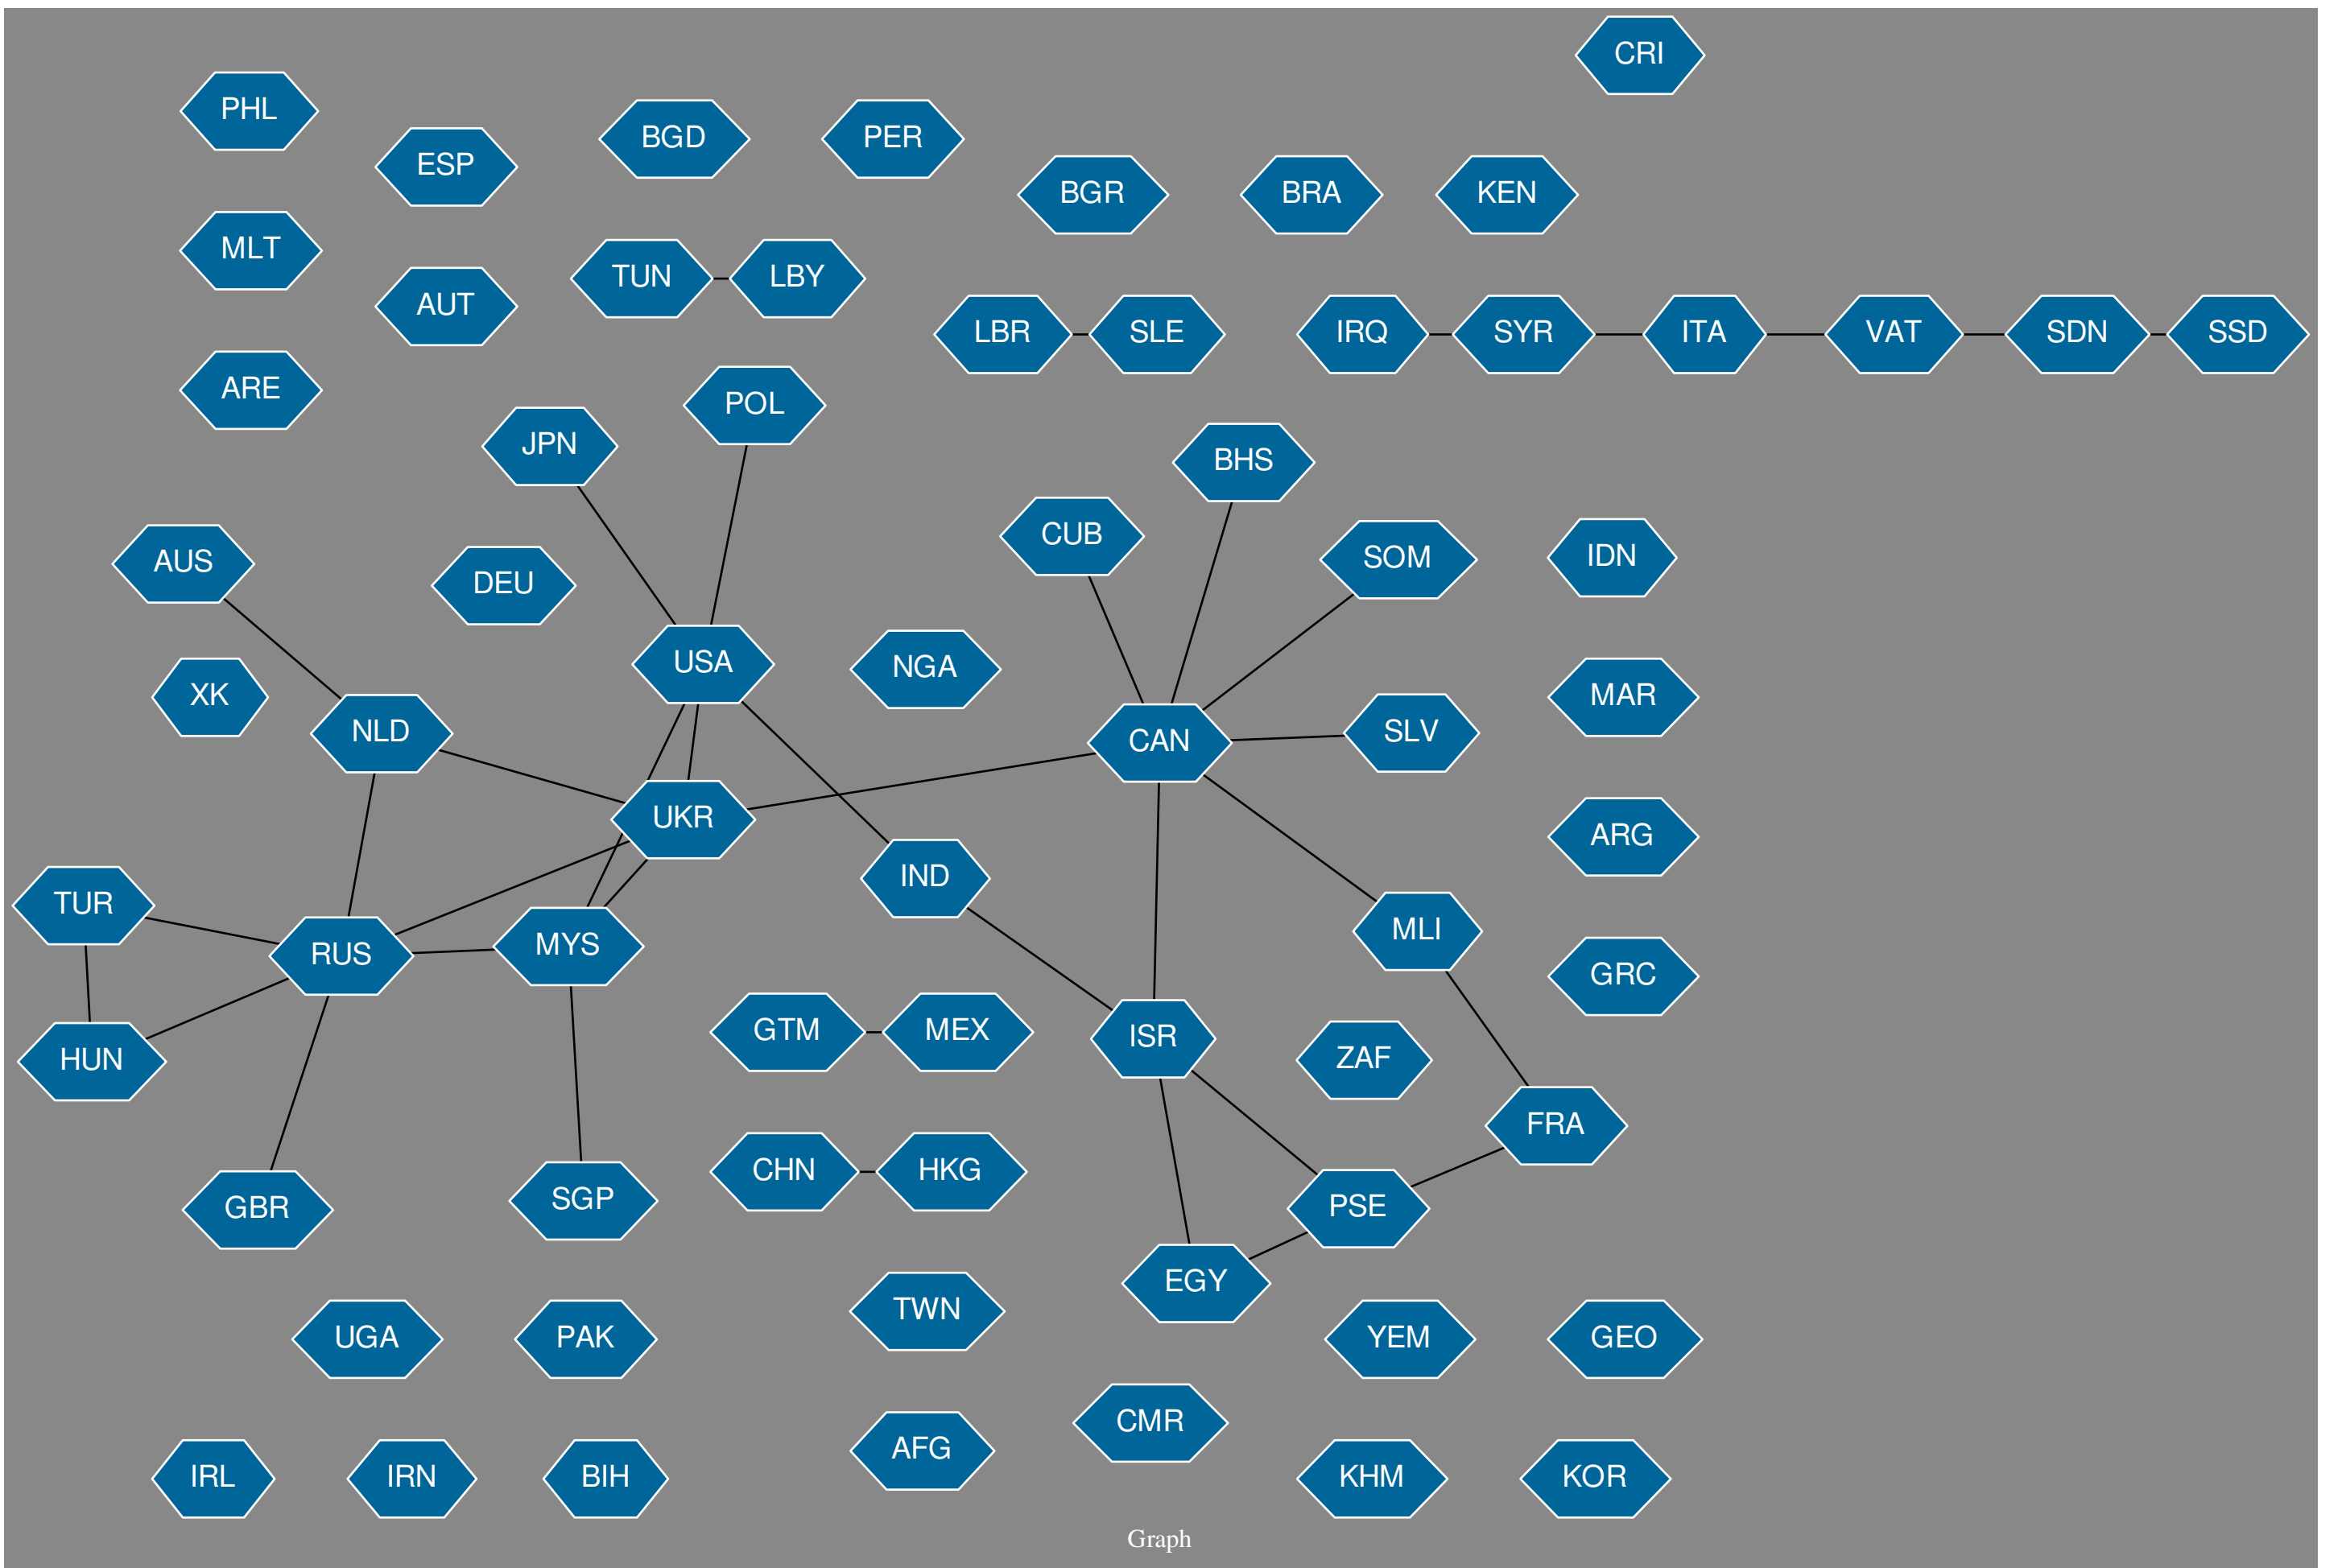 CRI
PHL
BGD
PER
ESP
BGR
BRA
KEN
MLT
TUN
LBY
AUT
LBR
SLE
IRQ
SYR
ITA
VAT
SDN
SSD
ARE
POL
JPN
BHS
CUB
SOM
IDN
AUS
DEU
USA
NGA
XK
MAR
NLD
CAN
SLV
UKR
ARG
IND
TUR
MLI
RUS
MYS
GRC
GTM
MEX
ISR
HUN
ZAF
FRA
CHN
HKG
GBR
SGP
PSE
EGY
TWN
UGA
PAK
YEM
GEO
CMR
AFG
IRL
IRN
BIH
KHM
KOR
Graph